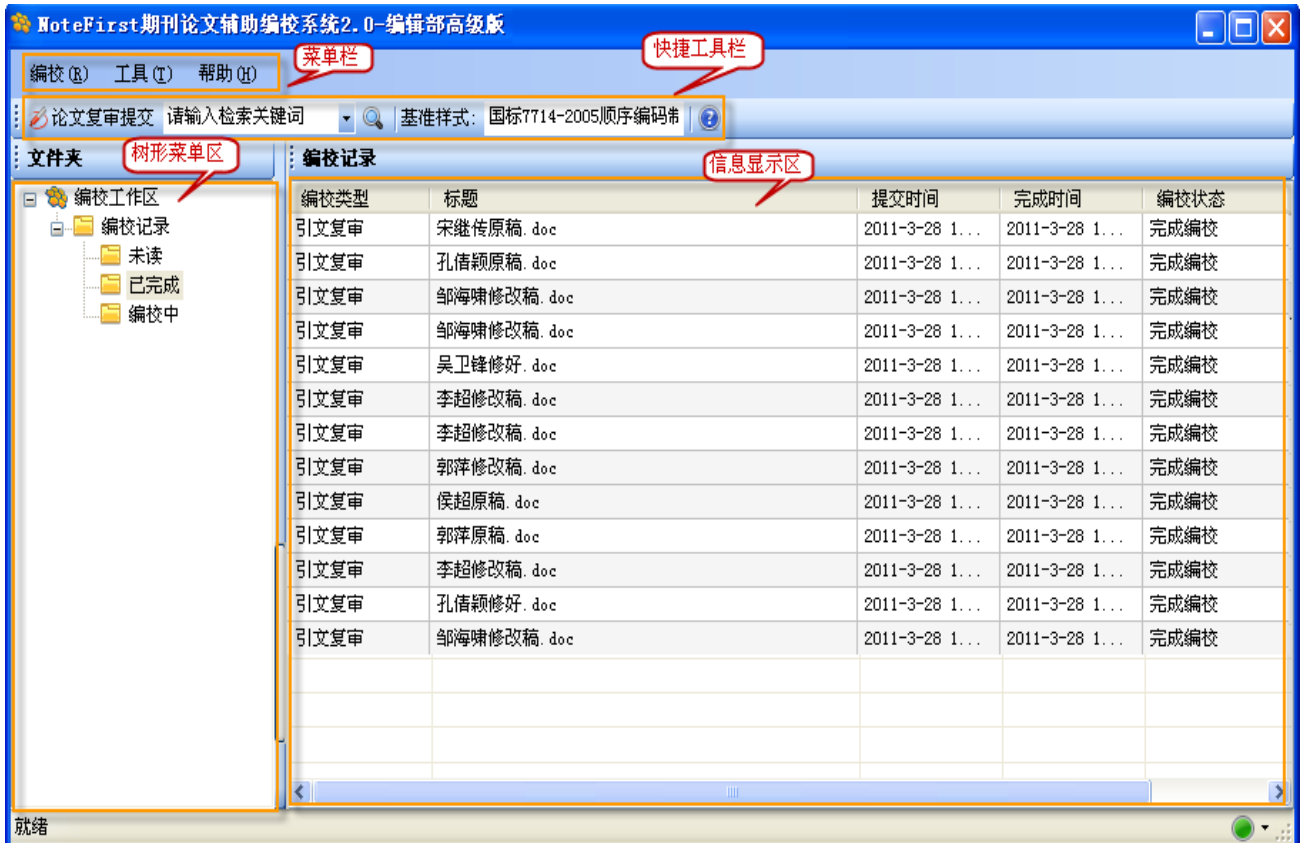 NoteFirst期刊论文辅助编校系统2.0-编辑部高级版
菜单栏
快捷工具栏
编校(R) 工具(T) 帮助(H)
论文复审提交 请输入检索关键词 基准样式: 国标7714-2005顺序编码制
文件夹 树形菜单区 编校记录 信息显示区
编校工作区
编校记录
未读
已完成
编校中
编校类型 标题 提交时间 完成时间 编校状态
引文复审 宋继传原稿.doc 2011-3-28 1... 2011-3-28 1... 完成编校
引文复审 孔倩颖原稿.doc 2011-3-28 1... 2011-3-28 1... 完成编校
引文复审 邹海啸修改稿.doc 2011-3-28 1... 2011-3-28 1... 完成编校
引文复审 邹海啸修改稿.doc 2011-3-28 1... 2011-3-28 1... 完成编校
引文复审 吴卫锋修好.doc 2011-3-28 1... 2011-3-28 1... 完成编校
引文复审 李超修改稿.doc 2011-3-28 1... 2011-3-28 1... 完成编校
引文复审 李超修改稿.doc 2011-3-28 1... 2011-3-28 1... 完成编校
引文复审 郭萍修改稿.doc 2011-3-28 1... 2011-3-28 1... 完成编校
引文复审 侯超原稿.doc 2011-3-28 1... 2011-3-28 1... 完成编校
引文复审 郭萍原稿.doc 2011-3-28 1... 2011-3-28 1... 完成编校
引文复审 李超修改稿.doc 2011-3-28 1... 2011-3-28 1... 完成编校
引文复审 孔倩颖修好.doc 2011-3-28 1... 2011-3-28 1... 完成编校
引文复审 邹海啸修改稿.doc 2011-3-28 1... 2011-3-28 1... 完成编校
就绪